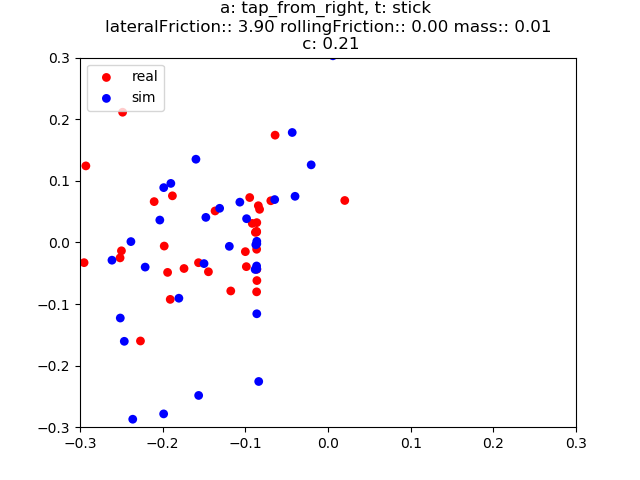 a: tap_from_right, t: stick
lateralFriction:: 3.90 rollingFriction:: 0.00 mass:: 0.01
c: 0.21
real
sim
0.3
0.2
0.1
0.0
−0.1
−0.2
−0.3
−0.3
−0.2
−0.1
0.0
0.1
0.2
0.3